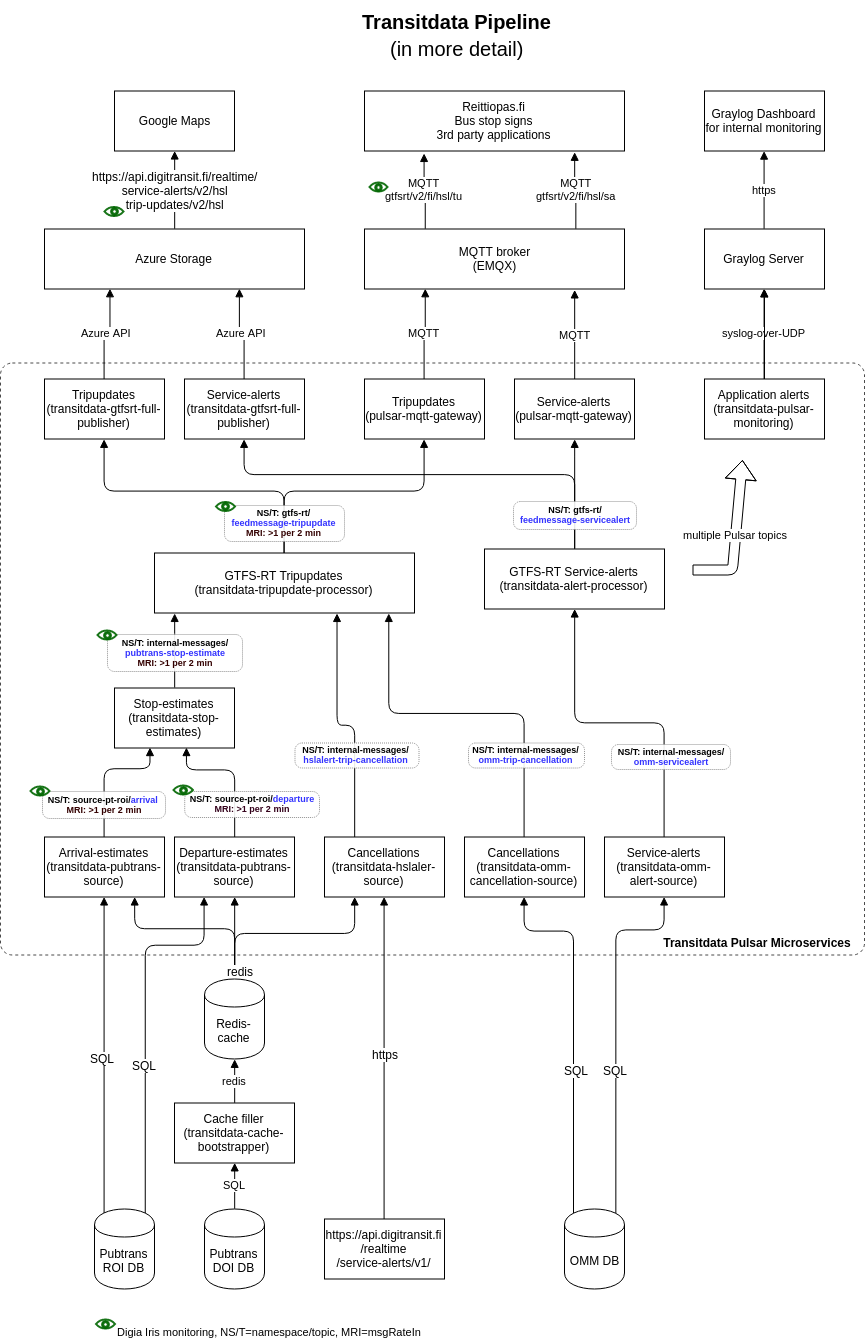 Transitdata Pipeline
(in more detail)
Google Maps
Reittiopas.fi
Bus stop signs
3rd party applications
Graylog Dashboard
for internal monitoring
https://api.digitransit.fi/realtime/
service-alerts/v2/hsl
trip-updates/v2/hsl
MQTT
gtfsrt/v2/fi/hsl/tu
MQTT
gtfsrt/v2/fi/hsl/sa
https
Azure Storage
MQTT broker
(EMQX)
Graylog Server
Azure API
Azure API
MQTT
MQTT
syslog-over-UDP
Tripupdates
(transitdata-gtfsrt-full-
publisher)
Service-alerts
(transitdata-gtfsrt-full-
publisher)
Tripupdates
(pulsar-mqtt-gateway)
Service-alerts
(pulsar-mqtt-gateway)
Application alerts
(transitdata-pulsar-
monitoring)
NS/T: gtfs-rt/
feedmessage-tripupdate
MRI: >1 per 2 min
NS/T: gtfs-rt/
feedmessage-servicealert
multiple Pulsar topics
GTFS-RT Tripupdates
(transitdata-tripupdate-processor)
GTFS-RT Service-alerts
(transitdata-alert-processor)
NS/T: internal-messages/
pubtrans-stop-estimate
MRI: >1 per 2 min
Stop-estimates
(transitdata-stop-
estimates)
NS/T: internal-messages/
hslalert-trip-cancellation
NS/T: internal-messages/
omm-trip-cancellation
NS/T: internal-messages/
omm-servicealert
NS/T: source-pt-roi/arrival
MRI: >1 per 2 min
NS/T: source-pt-roi/departure
MRI: >1 per 2 min
Arrival-estimates
(transitdata-pubtrans-
source)
Departure-estimates
(transitdata-pubtrans-
source)
Cancellations
(transitdata-hslaler-
source)
Cancellations
(transitdata-omm-
cancellation-source)
Service-alerts
(transitdata-omm-
alert-source)
Transitdata Pulsar Microservices
redis
Redis-
cache
SQL
SQL
https
SQL
SQL
redis
Cache filler
(transitdata-cache-
bootstrapper)
SQL
Pubtrans
ROI DB
Pubtrans
DOI DB
https://api.digitransit.fi
/realtime
/service-alerts/v1/
OMM DB
Digia Iris monitoring, NS/T=namespace/topic, MRI=msgRateIn